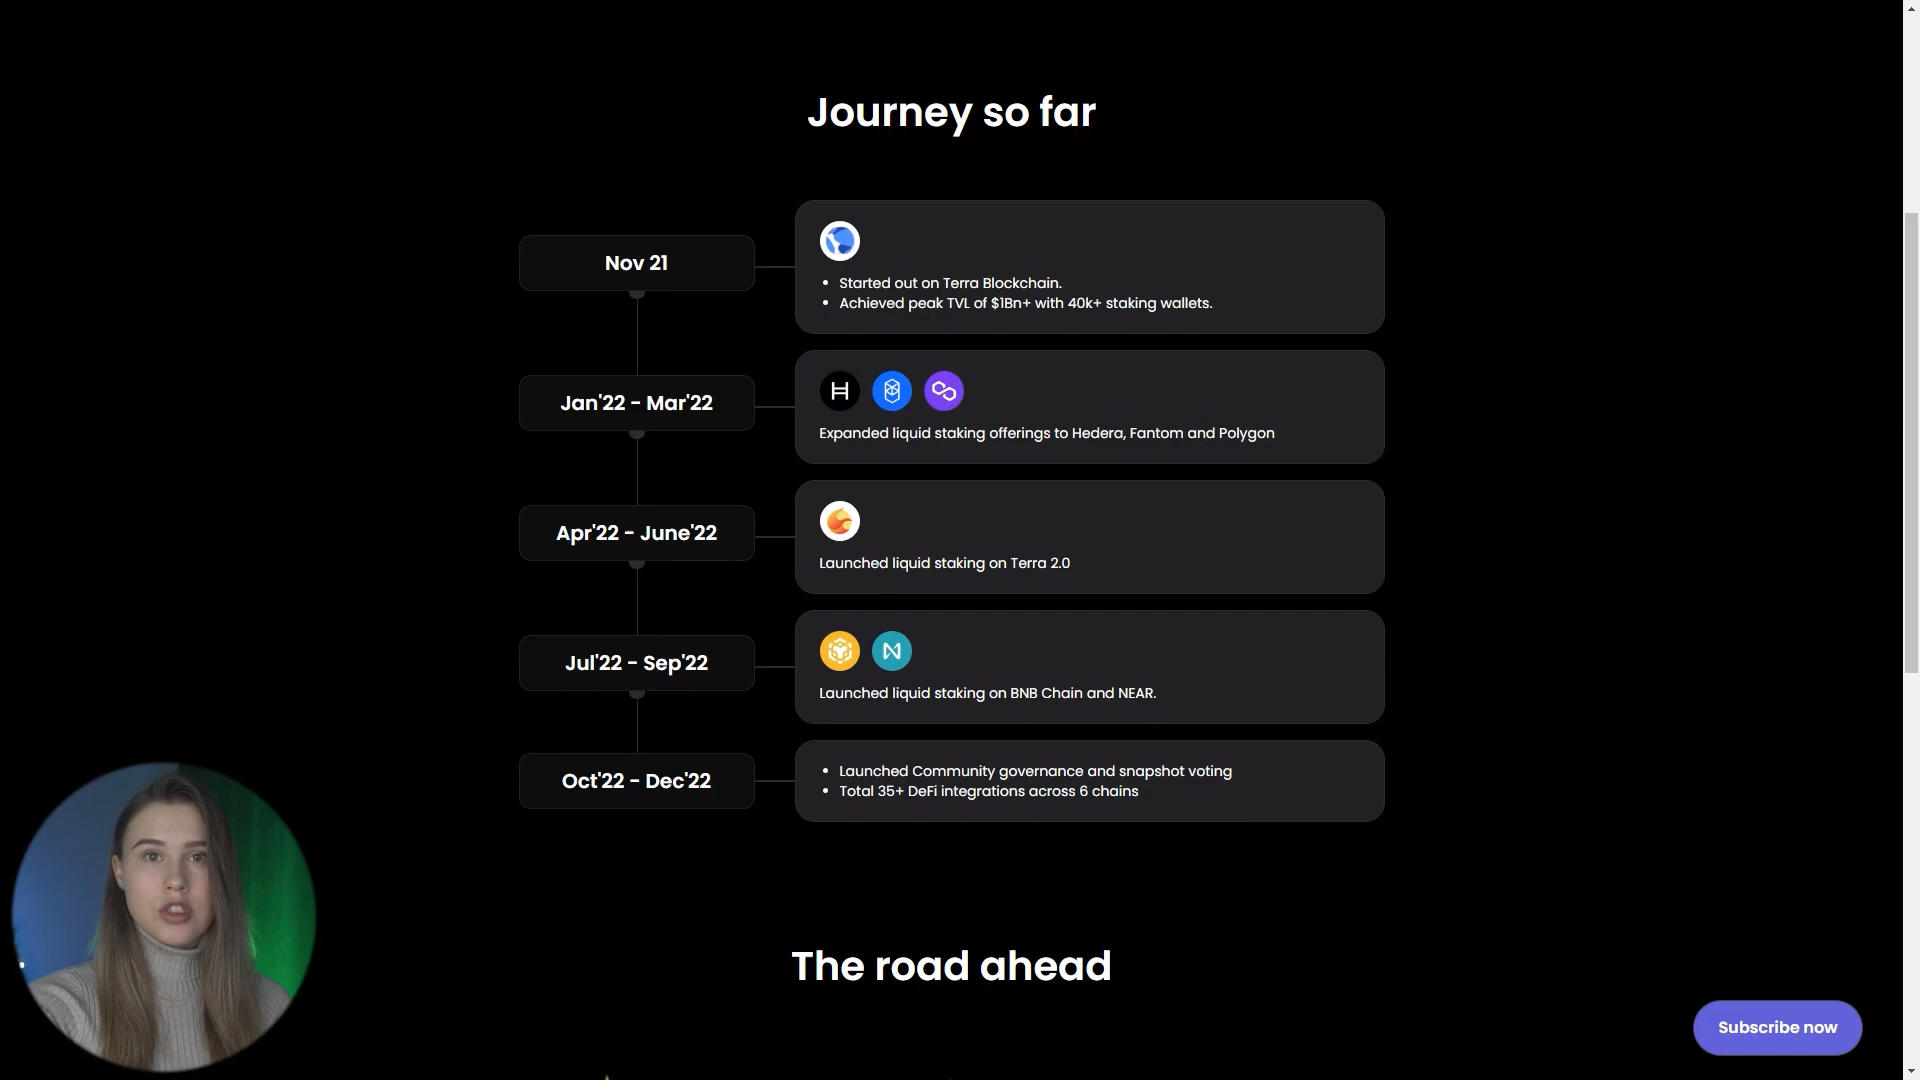 Journey so far
Nov 21
• Started out on Terra Blockchain.
• Achieved peak TVL of $1Bn+ with 40k+ staking wallets.
Jan'22 - Mar'22
Expanded liquid staking offerings to Hedera, Fantom and Polygon
Apr'22 - June'22
Launched liquid staking on Terra 2.0
Jul'22 - Sep'22
Launched liquid staking on BNB Chain and NEAR.
Oct'22 - Dec'22
• Launched Community governance and snapshot voting
• Total 35+ DeFi integrations across 6 chains
The road ahead
Subscribe now